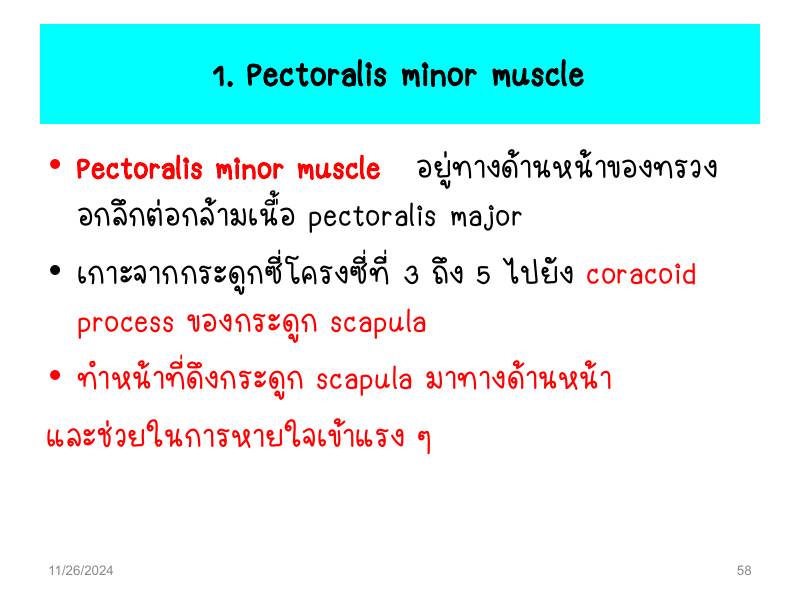 1. Pectoralis minor muscle
• Pectoralis minor muscle อยู่ทางด้านหน้าของทรวง
อกลึกต่อกล้ามเนื้อ pectoralis major
• เกาะจากกระดูกซี่โครงซี่ที่ 3 ถึง 5 ไปยัง coracoid
process ของกระดูก scapula
• ทำหน้าที่ดึงกระดูก scapula มาทางด้านหน้า
และช่วยในการหายใจเข้าแรง ๆ
11/26/2024
58